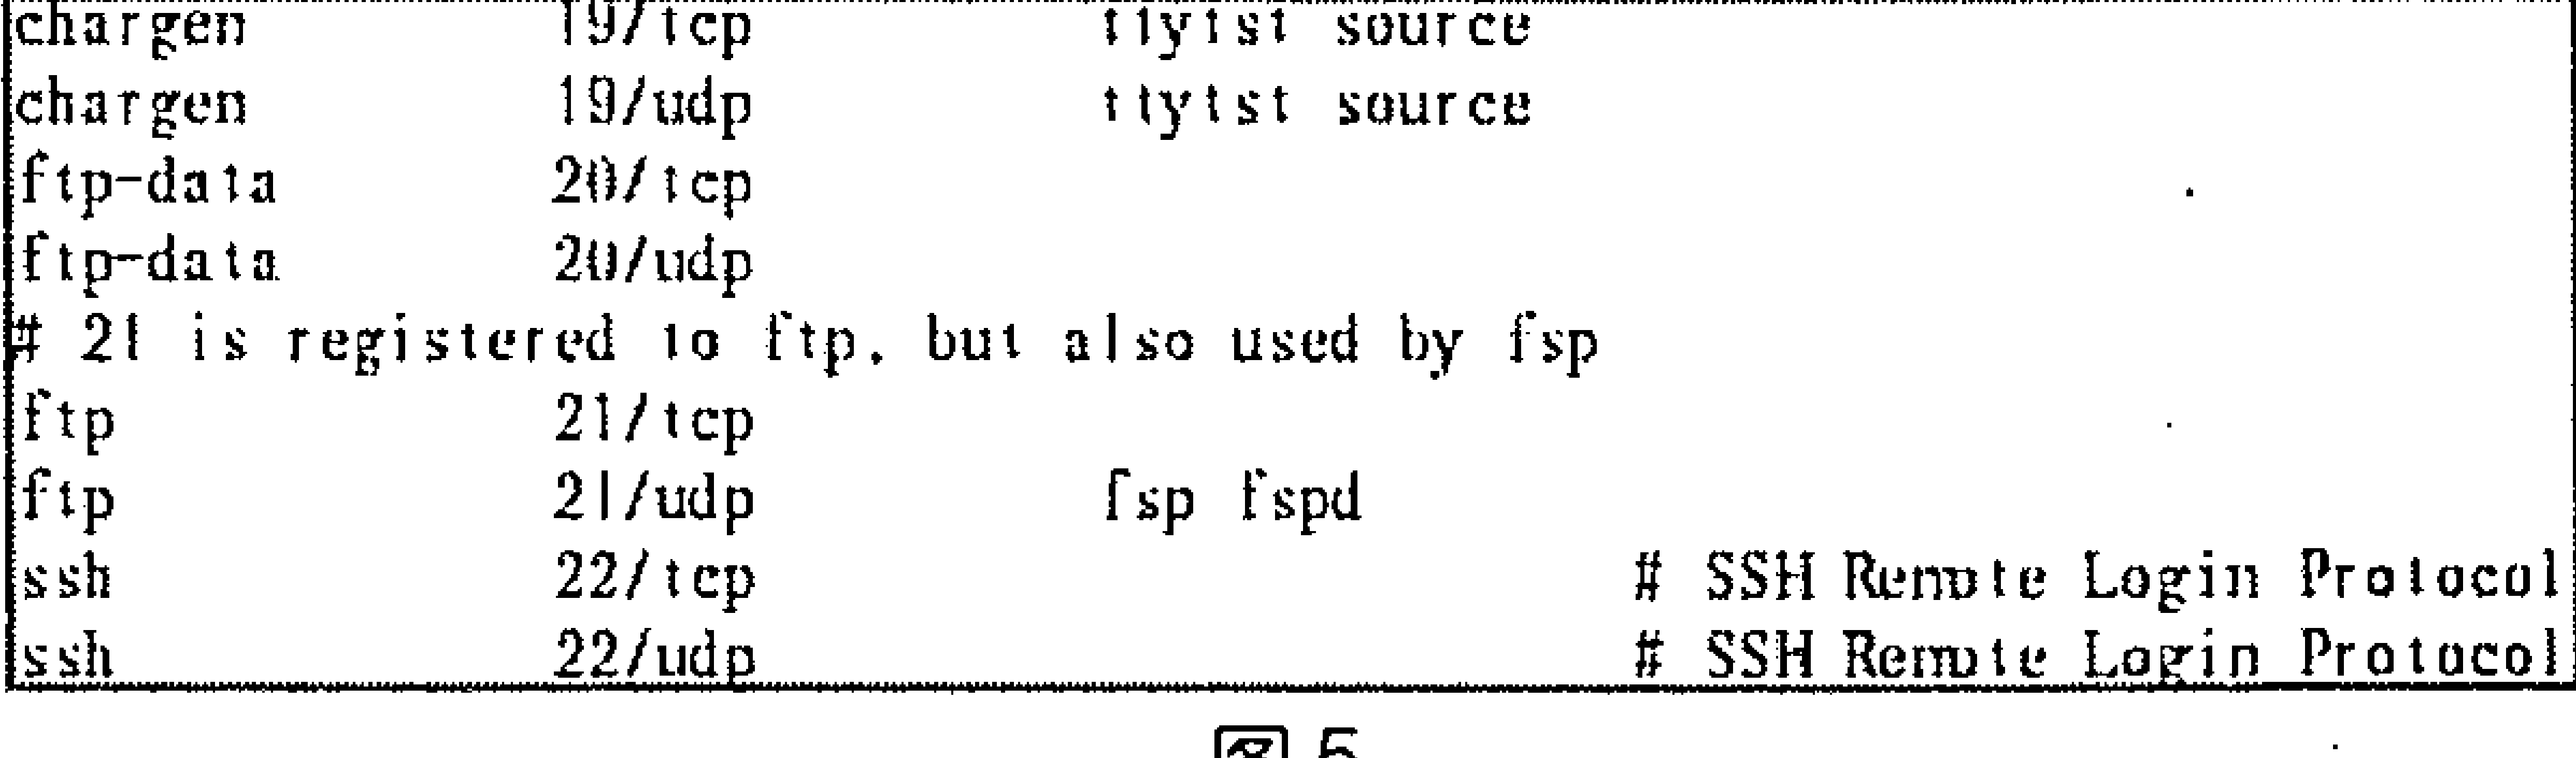 chargen 19/tcp ttytst source
chargen 19/udp ttytst source
ftp-data 20/tcp
ftp-data 20/udp
# 21 is registered to ftp, but also used by fsp
ftp 21/tcp
ftp 21/udp fsp fspd
ssh 22/tcp # SSH Remote Login Protocol
ssh 22/udp # SSH Remote Login Protocol
图 5